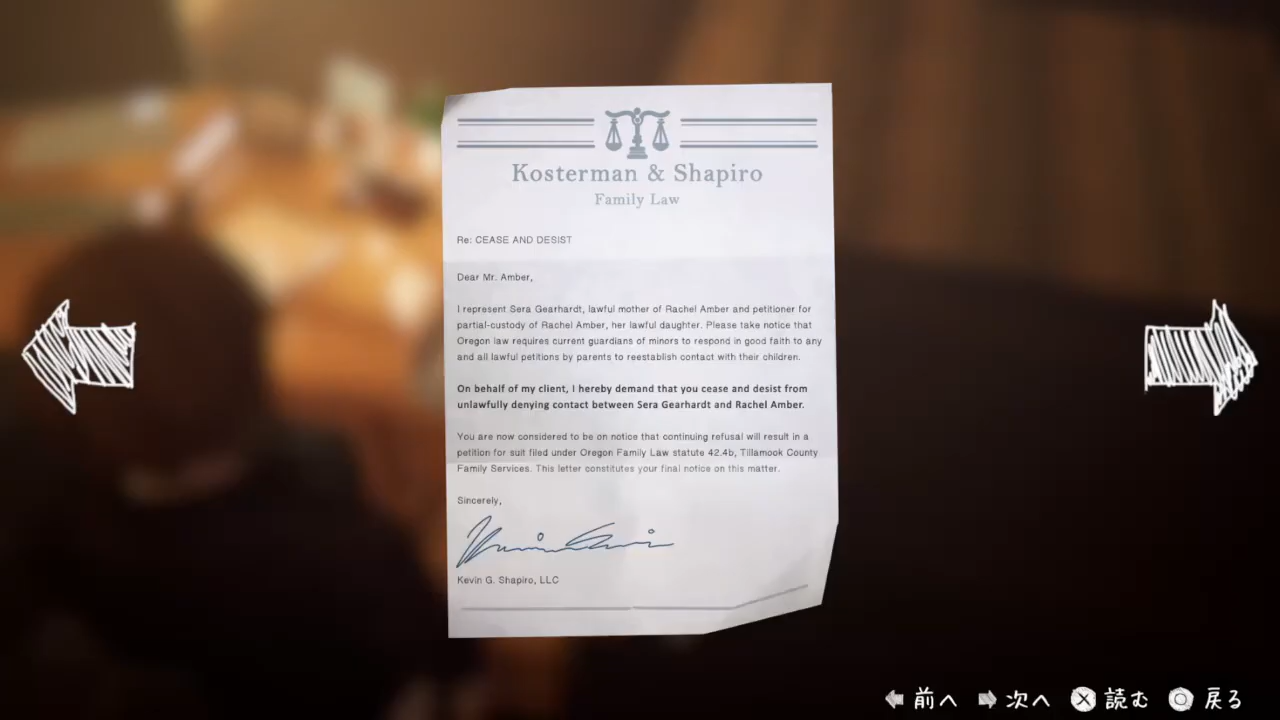 Kosterman & Shapiro
Family Law
Re: CEASE AND DESIST
Dear Mr. Amber,
I represent Sera Gearhardt, lawful mother of Rachel Amber and petitioner for
partial-custody of Rachel Amber, her lawful daughter. Please take notice that
Oregon law requires current guardians of minors to respond in good faith to any
and all lawful petitions by parents to reestablish contact with their children.
On behalf of my client, I hereby demand that you cease and desist from
unlawfully denying contact between Sera Gearhardt and Rachel Amber.
You are now considered to be on notice that continuing refusal will result in a
petition for suit filed under Oregon Family Law statute 42.4b, Tillamook County
Family Services. This letter constitutes your final notice on this matter.
Sincerely,
Kevin G. Shapiro, LLC
前へ 次へ 読む 戻る